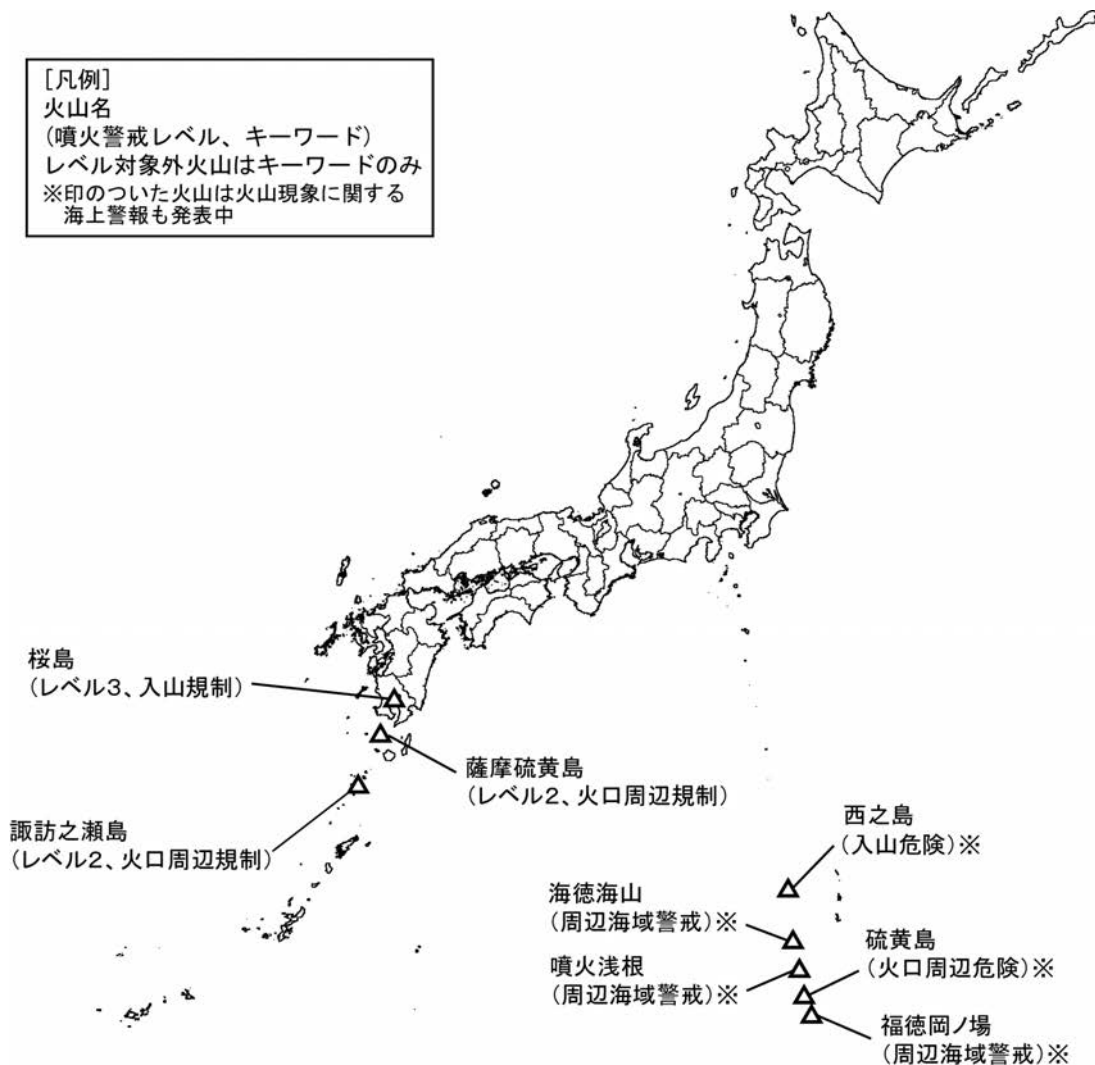 ［凡例］
火山名
(噴火警戒レベル、キーワード)
レベル対象外火山はキーワードのみ
※印のついた火山は火山現象に関する
海上警報も発表中
桜島
(レベル３、入山規制)
薩摩硫黄島
(レベル２、火口周辺規制)
諏訪之瀬島
(レベル２、火口周辺規制)
西之島
(入山危険)※
海徳海山
(周辺海域警戒)※
硫黄島
(火口周辺危険)※
噴火浅根
(周辺海域警戒)※
福徳岡ノ場
(周辺海域警戒)※